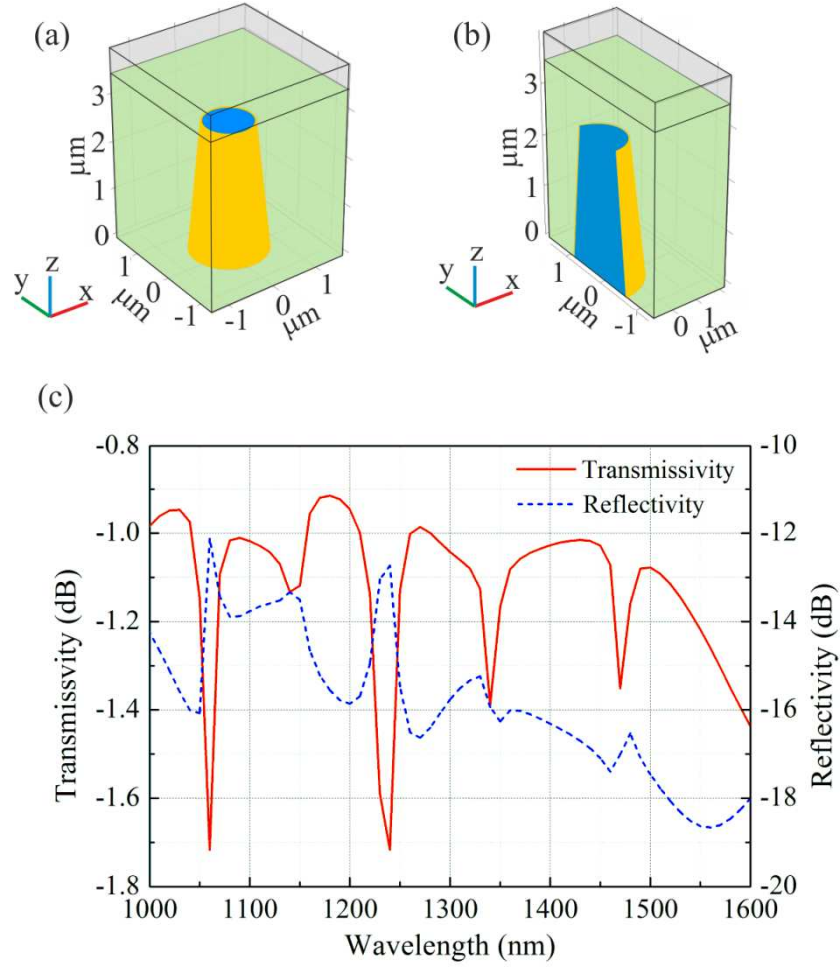 (a)
3
2
1
0
μm
1
0
-1
μm
-1
0
1
μm
z
y
x
(b)
3
2
1
0
μm
1
0
-1
μm
0
1
μm
z
y
x
(c)
Transmissvity (dB)
-0.8
-1.0
-1.2
-1.4
-1.6
-1.8
Transmissivity
Reflectivity
-10
-12
-14
-16
-18
-20
Reflectivity (dB)
1000 1100 1200 1300 1400 1500 1600
Wavelength (nm)